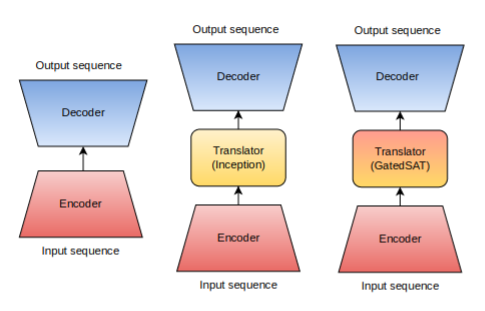 Output sequence
Decoder
Encoder
Input sequence
Output sequence
Decoder
Translator
(Inception)
Encoder
Input sequence
Output sequence
Decoder
Translator
(GatedSAT)
Encoder
Input sequence